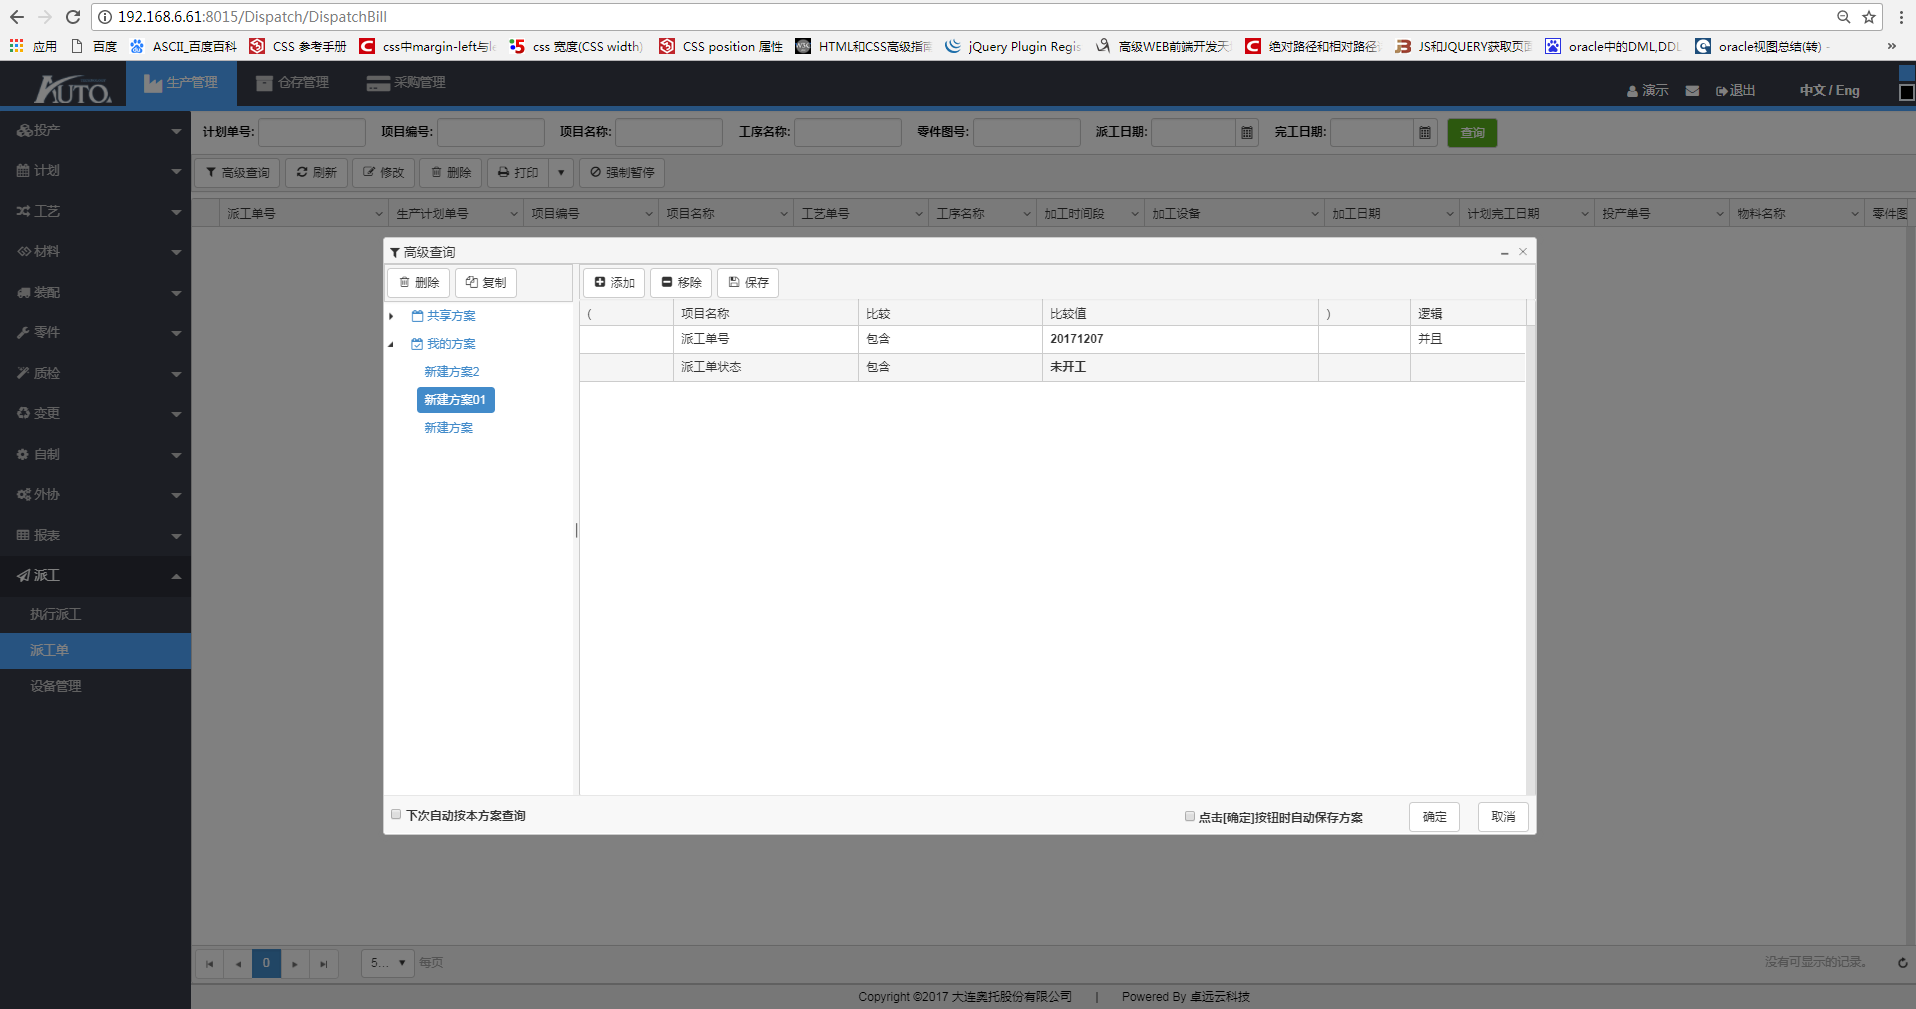 192.168.6.61:8015/Dispatch/DispatchBill
应用 百度 ASCII_百度百科 CSS 参考手册 css中margin-left与 css 宽度(CSS width) CSS position 属性 HTML和CSS高级指南 jQuery Plugin Regis 高级WEB前端开发天 绝对路径和相对路径 JS和JQUERY获取页面 oracle中的DML,DDL oracle视图总结(转) - »
AUTO. 生产管理 仓存管理 采购管理 演示 退出 中文 / Eng
投产
计划
工艺
材料
装配
零件
质检
变更
自制
外协
报表
派工
执行派工
派工单
设备管理
计划单号: 项目编号: 项目名称: 工序名称: 零件图号: 派工日期: 完工日期: 查询
高级查询 刷新 修改 删除 打印 强制暂停
派工单号 生产计划单号 项目编号 项目名称 工艺单号 工序名称 加工时间段 加工设备 加工日期 计划完工日期 投产单号 物料名称 零件图
高级查询
删除 复制
共享方案
我的方案
新建方案2
新建方案01
新建方案
添加 移除 保存
( 项目名称 比较 比较值 ) 逻辑
派工单号 包含 20171207 并且
派工单状态 包含 未开工
下次自动按本方案查询 点击[确定]按钮时自动保存方案 确定 取消
0 5... 每页 没有可显示的记录。
Copyright ©2017 大连奥托股份有限公司 | Powered By 卓远云科技